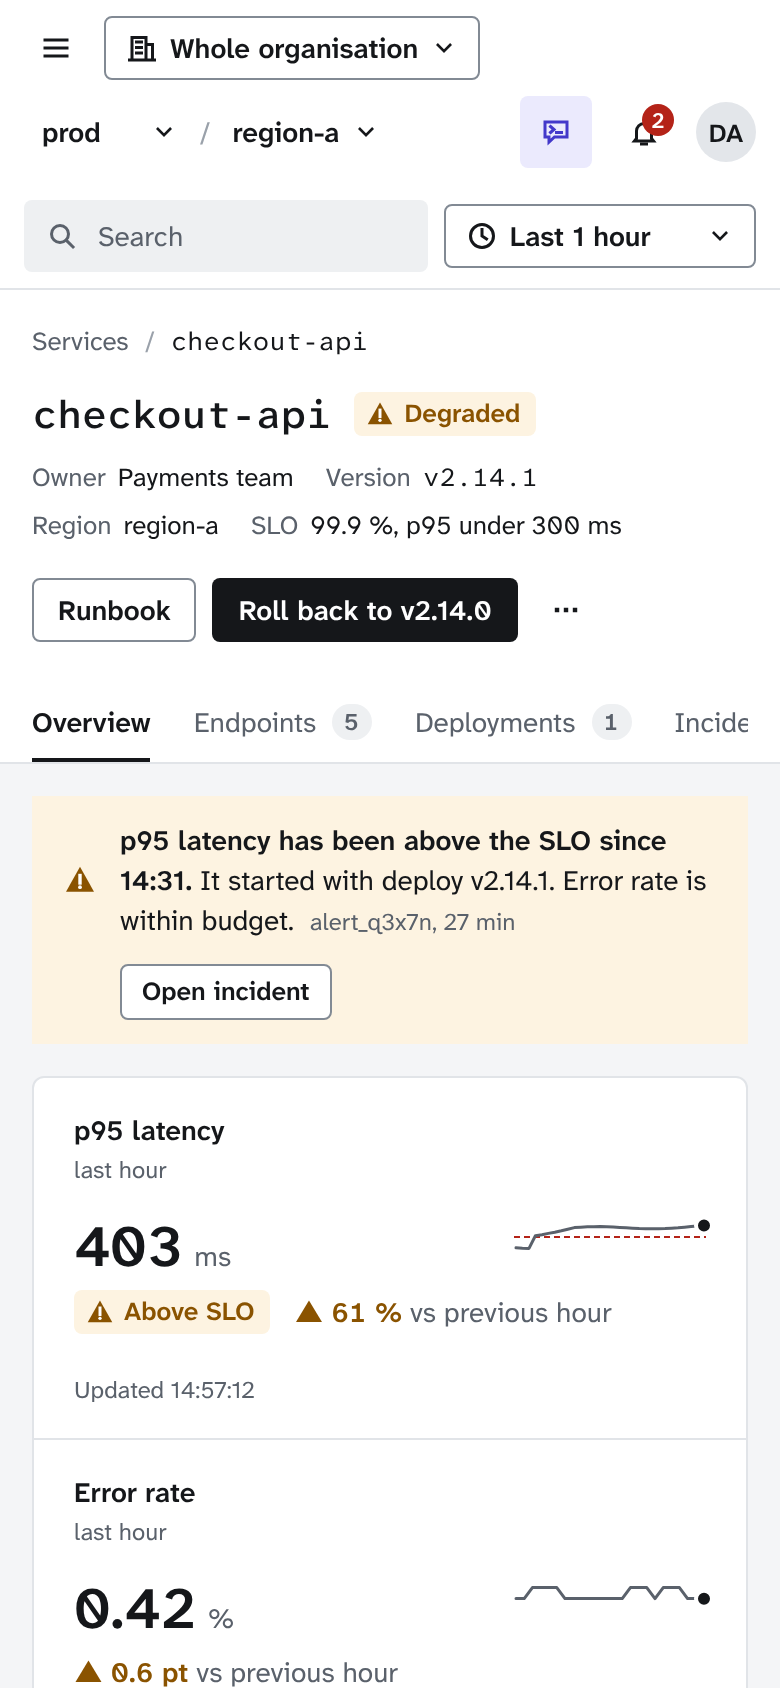 Whole organisation
prod / region-a 2 DA
Search Last 1 hour
Services / checkout-api
checkout-api Degraded
Owner Payments team Version v2.14.1
Region region-a SLO 99.9 %, p95 under 300 ms
Runbook Roll back to v2.14.0 ...
Overview Endpoints 5 Deployments 1 Incide
p95 latency has been above the SLO since
14:31. It started with deploy v2.14.1. Error rate is
within budget. alert_q3x7n, 27 min
Open incident
p95 latency
last hour
403 ms
Above SLO 61 % vs previous hour
Updated 14:57:12
Error rate
last hour
0.42 %
0.6 pt vs previous hour